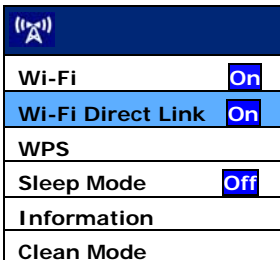 Wi-Fi On
Wi-Fi Direct Link On
WPS
Sleep Mode Off
Information
Clean Mode